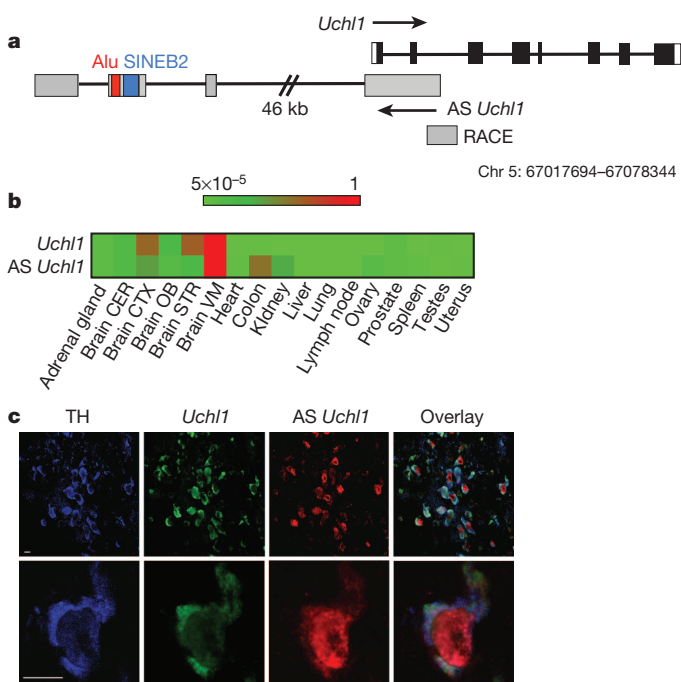 a
Uchl1
Alu SINEB2
46 kb
AS Uchl1
RACE
Chr 5: 67017694–67078344
b
5×10⁻⁵ 1
Uchl1
AS Uchl1
Adrenal gland
Brain CER
Brain CTX
Brain OB
Brain STR
Brain VM
Heart
Colon
Kidney
Liver
Lung
Lymph node
Ovary
Prostate
Spleen
Testes
Uterus
c
TH Uchl1 AS Uchl1 Overlay